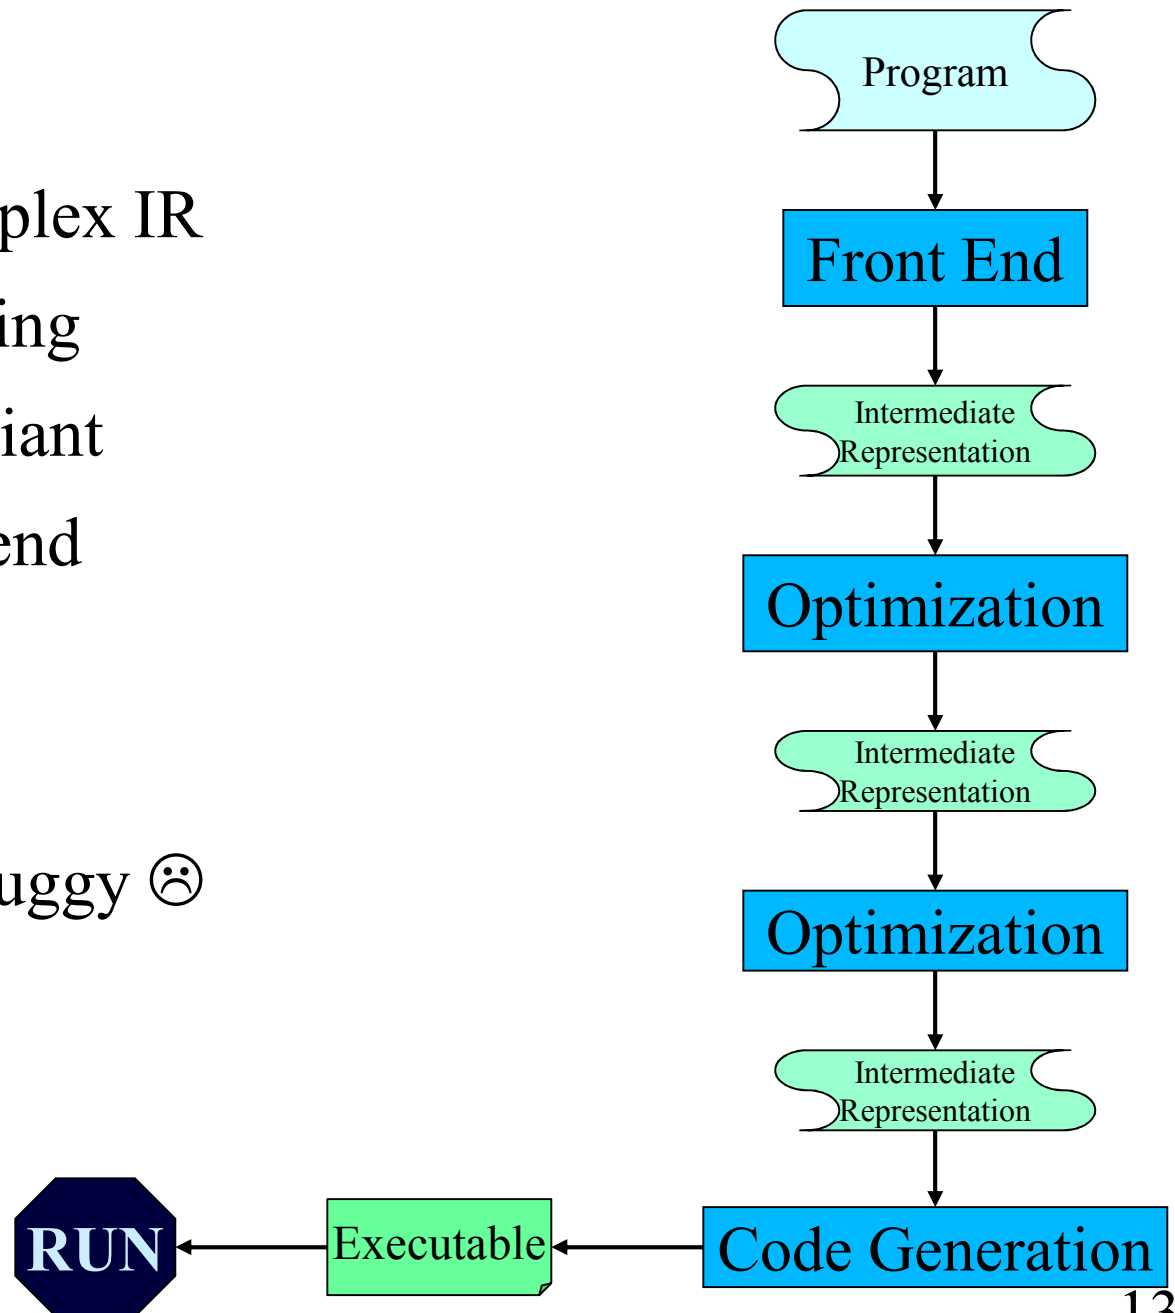 plex IR
ing
iant
end
uggy ☹
Program
Front End
Intermediate
Representation
Optimization
Intermediate
Representation
Optimization
Intermediate
Representation
Code Generation
Executable
RUN